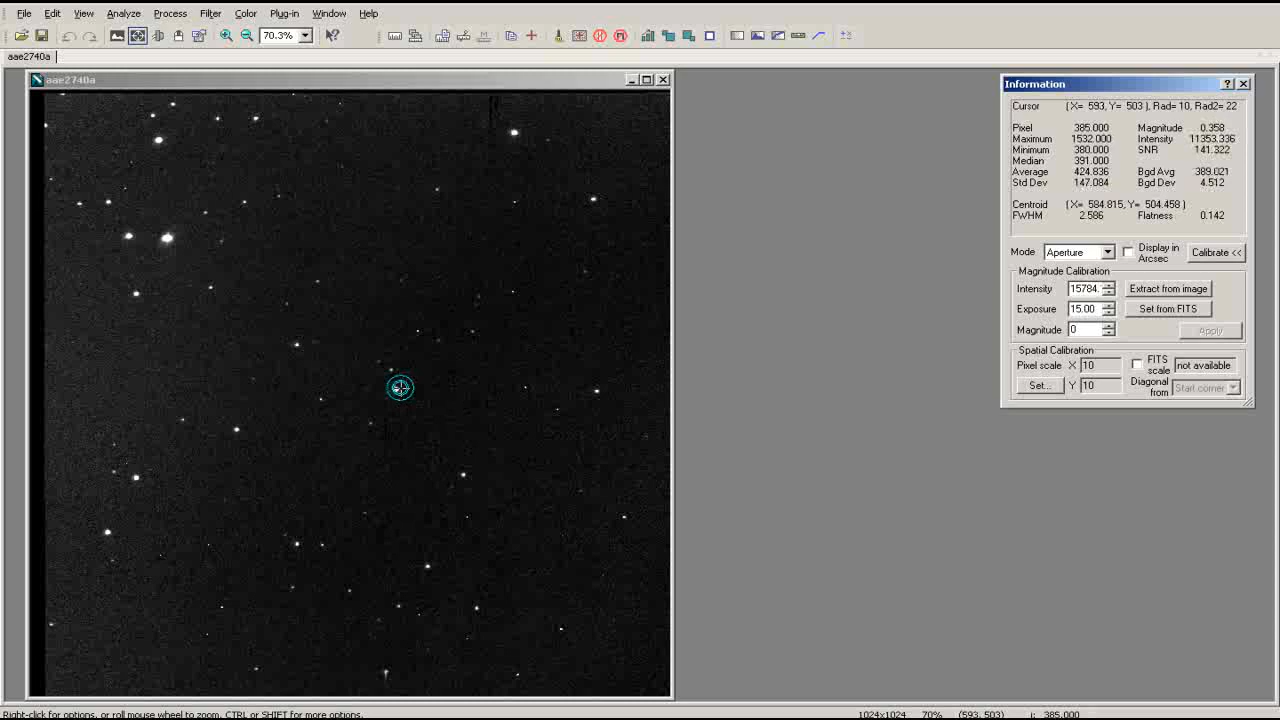 File Edit View Analyze Process Filter Color Plug-in Window Help
70.3%
aae2740a
aae2740a
Information
Cursor ( X= 593, Y= 503 ), Rad= 10, Rad2= 22
Pixel 385.000 Magnitude 0.358
Maximum 1532.000 Intensity 11353.336
Minimum 380.000 SNR 141.322
Median 391.000
Average 424.836 Bgd Avg 389.021
Std Dev 147.084 Bgd Dev 4.512
Centroid ( X= 584.815, Y= 504.458 )
FWHM 2.586 Flatness 0.142
Mode Aperture Display in Arcsec Calibrate <<
Magnitude Calibration
Intensity 15784. Extract from image
Exposure 15.00 Set from FITS
Magnitude 0 Apply
Spatial Calibration
Pixel scale X 10 FITS scale not available
Set... Y 10 Diagonal from Start corner
Right-click for options, or roll mouse wheel to zoom, CTRL or SHIFT for more options. 1024x1024 70% (593, 503) i: 385.000